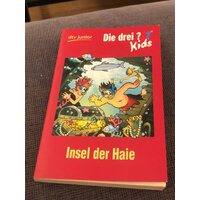 dtv junior
Die drei ?
Kids
Insel der Haie